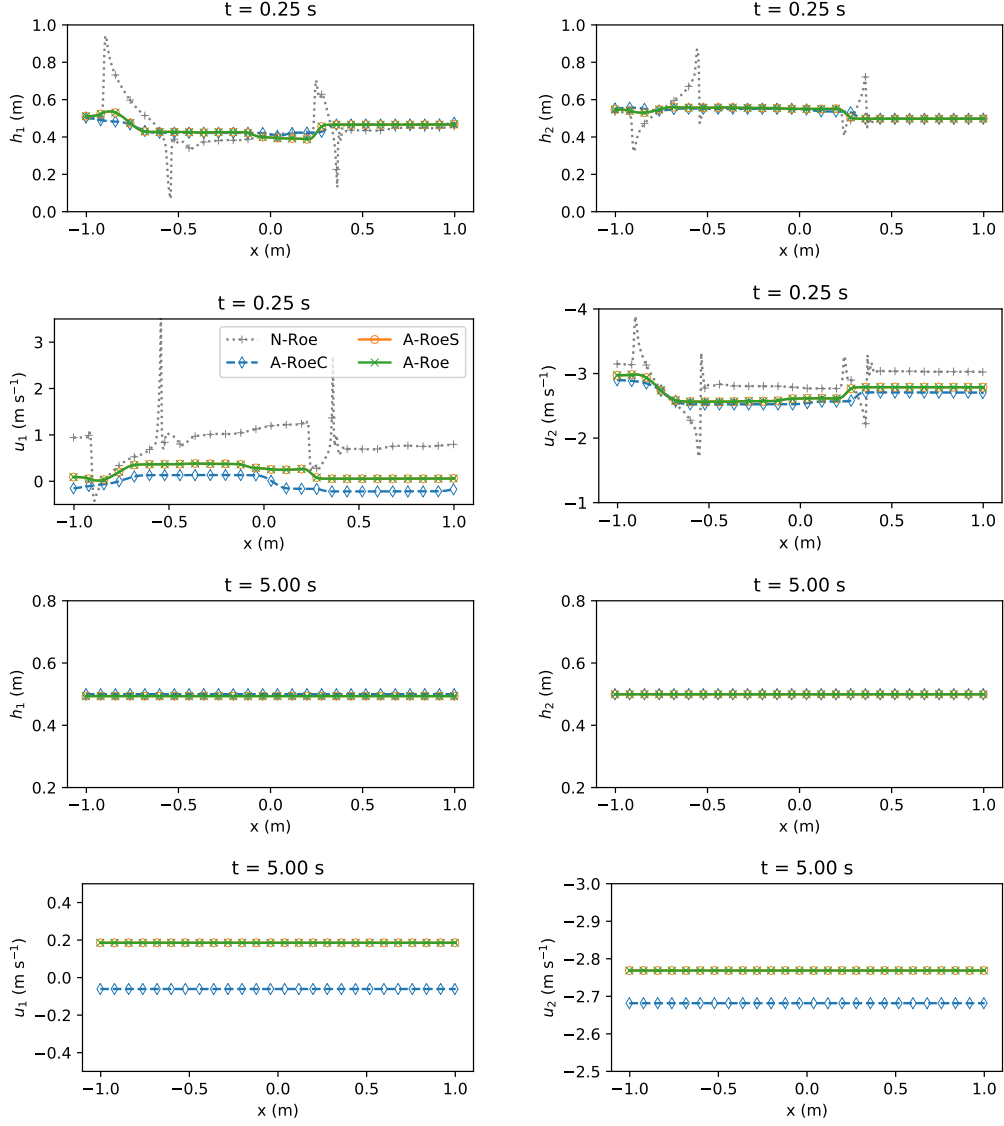 t = 0.25 s
h₁ (m)
1.0
0.8
0.6
0.4
0.2
0.0
−1.0 −0.5 0.0 0.5 1.0
x (m)
t = 0.25 s
h₂ (m)
1.0
0.8
0.6
0.4
0.2
0.0
−1.0 −0.5 0.0 0.5 1.0
x (m)
t = 0.25 s
u₁ (m s⁻¹)
3
2
1
0
N-Roe A-RoeS
A-RoeC A-Roe
−1.0 −0.5 0.0 0.5 1.0
x (m)
t = 0.25 s
u₂ (m s⁻¹)
−4
−3
−2
−1
−1.0 −0.5 0.0 0.5 1.0
x (m)
t = 5.00 s
h₁ (m)
0.8
0.6
0.4
0.2
−1.0 −0.5 0.0 0.5 1.0
x (m)
t = 5.00 s
h₂ (m)
0.8
0.6
0.4
0.2
−1.0 −0.5 0.0 0.5 1.0
x (m)
t = 5.00 s
u₁ (m s⁻¹)
0.4
0.2
0.0
−0.2
−0.4
−1.0 −0.5 0.0 0.5 1.0
x (m)
t = 5.00 s
u₂ (m s⁻¹)
−3.0
−2.9
−2.8
−2.7
−2.6
−2.5
−1.0 −0.5 0.0 0.5 1.0
x (m)